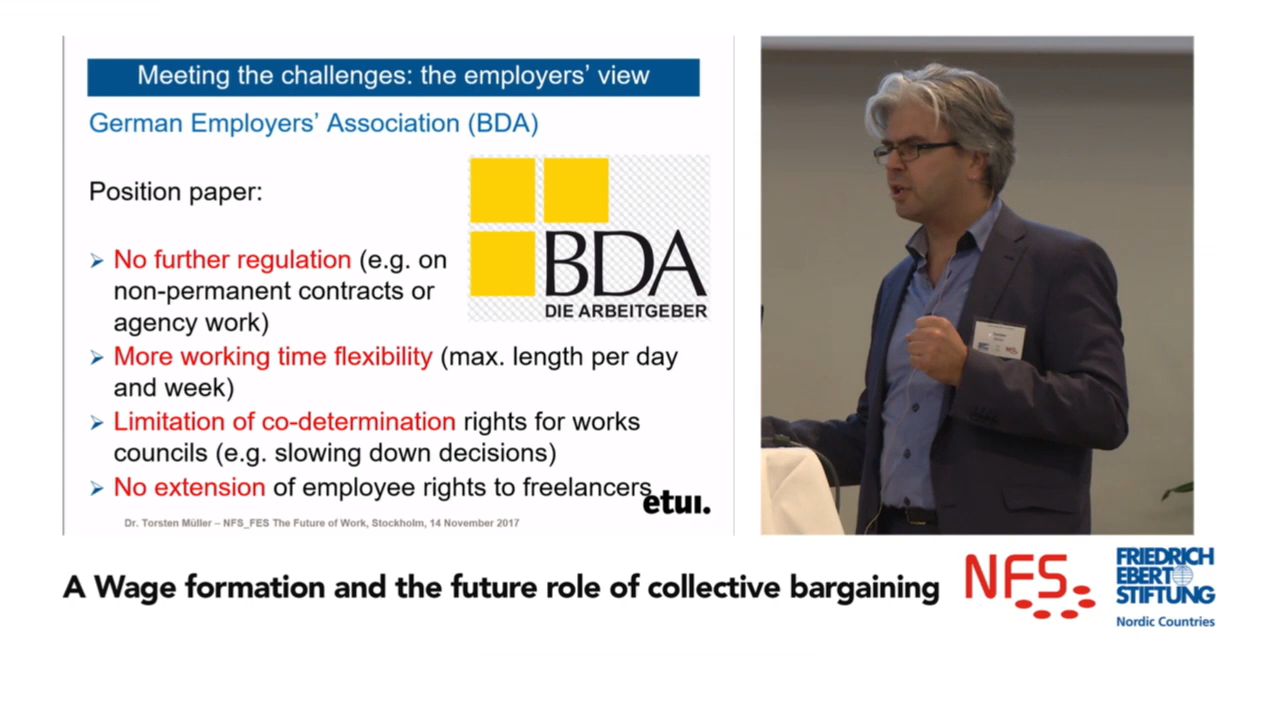 Meeting the challenges: the employers' view
German Employers' Association (BDA)
Position paper:
➢ No further regulation (e.g. on
non-permanent contracts or
agency work)
➢ More working time flexibility (max. length per day
and week)
➢ Limitation of co-determination rights for works
councils (e.g. slowing down decisions)
➢ No extension of employee rights to freelancers
BDA
DIE ARBEITGEBER
etui.
Dr. Torsten Müller – NFS_FES The Future of Work, Stockholm, 14 November 2017
A Wage formation and the future role of collective bargaining
NFS
FRIEDRICH
EBERT
STIFTUNG
Nordic Countries